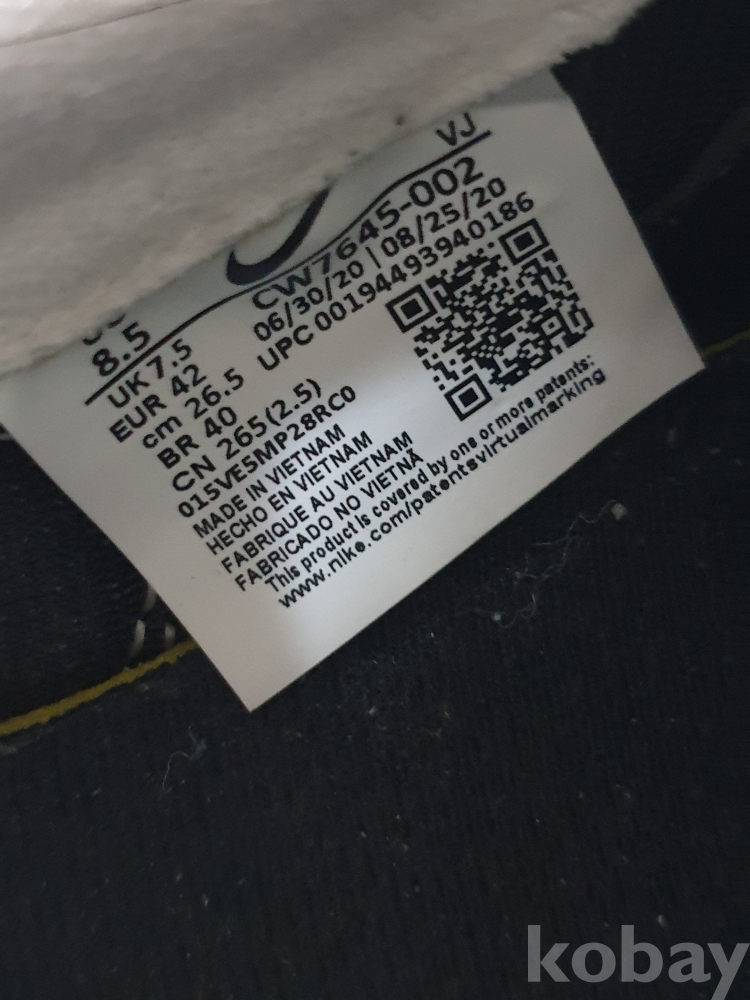 VJ
8.5
CW7645-002
UK 7.5
06/30/20 | 08/25/20
EUR 42
UPC 00194493940186
cm 26.5
BR 40
CN 265(2.5)
015VE5MP28RC0
MADE IN VIETNAM
HECHO EN VIETNAM
FABRIQUE AU VIETNAM
FABRICADO NO VIETNÃ
This product is covered by one or more patents:
www.nike.com/patentsvirtualmarking
kobay